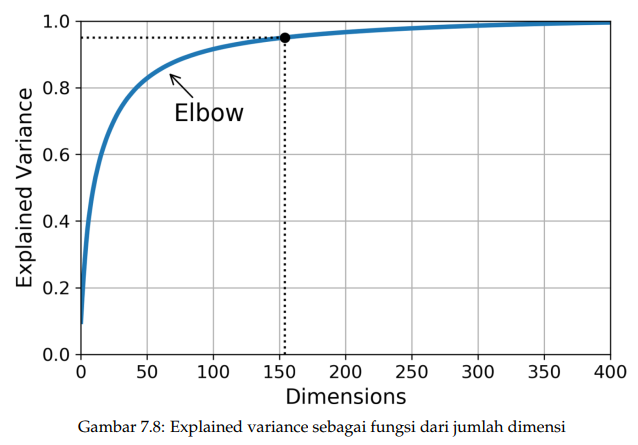 1.0
0.8
0.6
0.4
0.2
0.0
Explained Variance
Elbow
0 50 100 150 200 250 300 350 400
Dimensions
Gambar 7.8: Explained variance sebagai fungsi dari jumlah dimensi